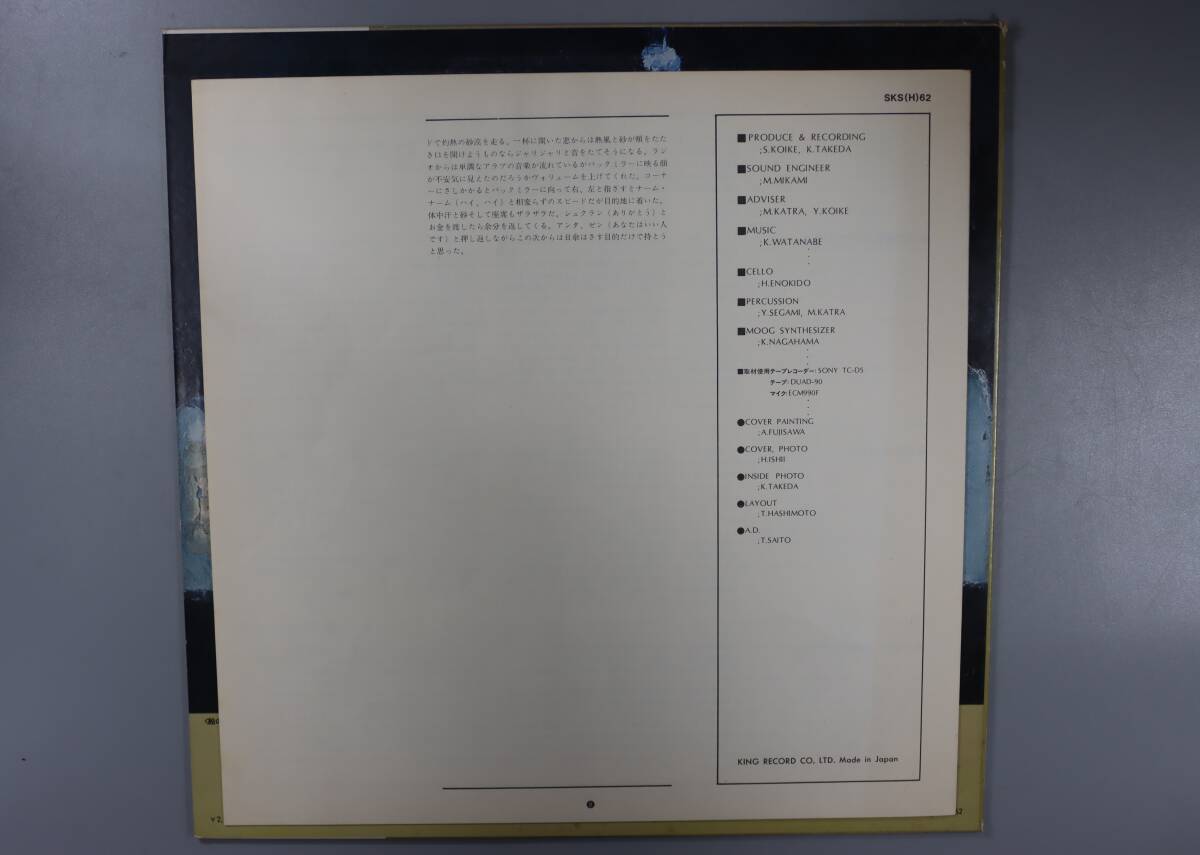 SKS(H)62
ドで灼熱の砂漠を走る。一杯に開いた窓からは熱風と砂が頬をたた
き口を開けようものならジャリジャリと音をたてそうになる。ラジ
オからは単調なアラブの音楽が流れているがバックミラーに映る顔
が不安気に見えたのだろうかヴォリュームを上げてくれた。コーナ
ーにさしかかるとバックミラーに向って右、左と指さすとナーム・
ナーム（ハイ、ハイ）と相変らずのスピードだが目的地に着いた。
体中汗と砂そして座席もザラザラだ。シュクラン（ありがとう）と
お金を渡したら余分を返してくる。アンタ、ゼン（あなたはいい人
です）と押し返しながらこの次からは日傘はさす目的だけで持とう
と思った。
■PRODUCE & RECORDING
;S.KOIKE, K.TAKEDA
■SOUND ENGINEER
;M.MIKAMI
■ADVISER
;M.KATRA, Y.KOIKE
■MUSIC
;K.WATANABE
■CELLO
;H.ENOKIDO
■PERCUSSION
;Y.SEGAMI, M.KATRA
■MOOG SYNTHESIZER
;K.NAGAHAMA
■取材使用テープレコーダー:SONY TC-D5
テープ:DUAD-90
マイク:ECM990F
●COVER PAINTING
;A.FUJISAWA
●COVER, PHOTO
;H.ISHII
●INSIDE PHOTO
;K.TAKEDA
●LAYOUT
;T.HASHIMOTO
●A.D.
;T.SAITO
KING RECORD CO, LTD. Made in Japan
¥2,
62